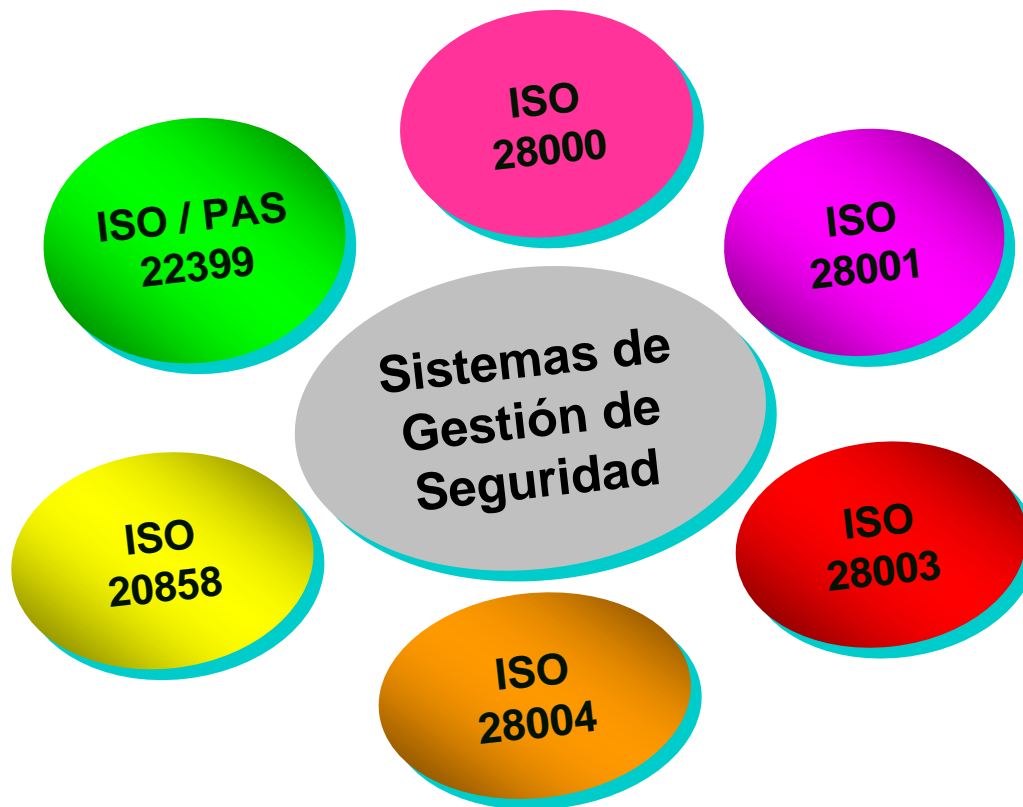 ISO
28000
ISO / PAS
22399
ISO
28001
Sistemas de
Gestión de
Seguridad
ISO
20858
ISO
28003
ISO
28004